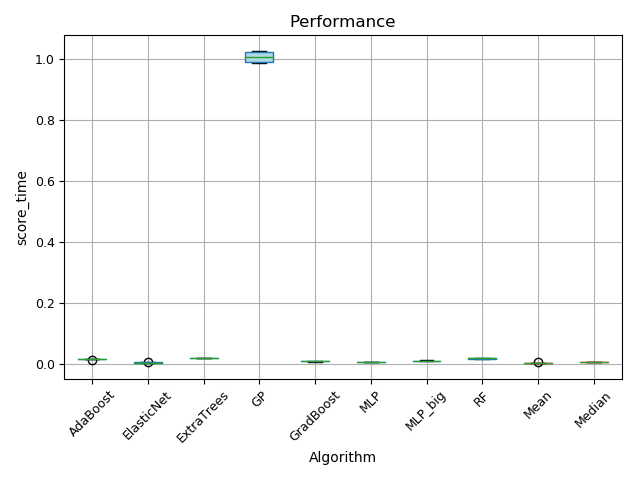 Performance
score_time
1.0
0.8
0.6
0.4
0.2
0.0
AdaBoost
ElasticNet
ExtraTrees
GP
GradBoost
MLP
MLP_big
RF
Mean
Median
Algorithm